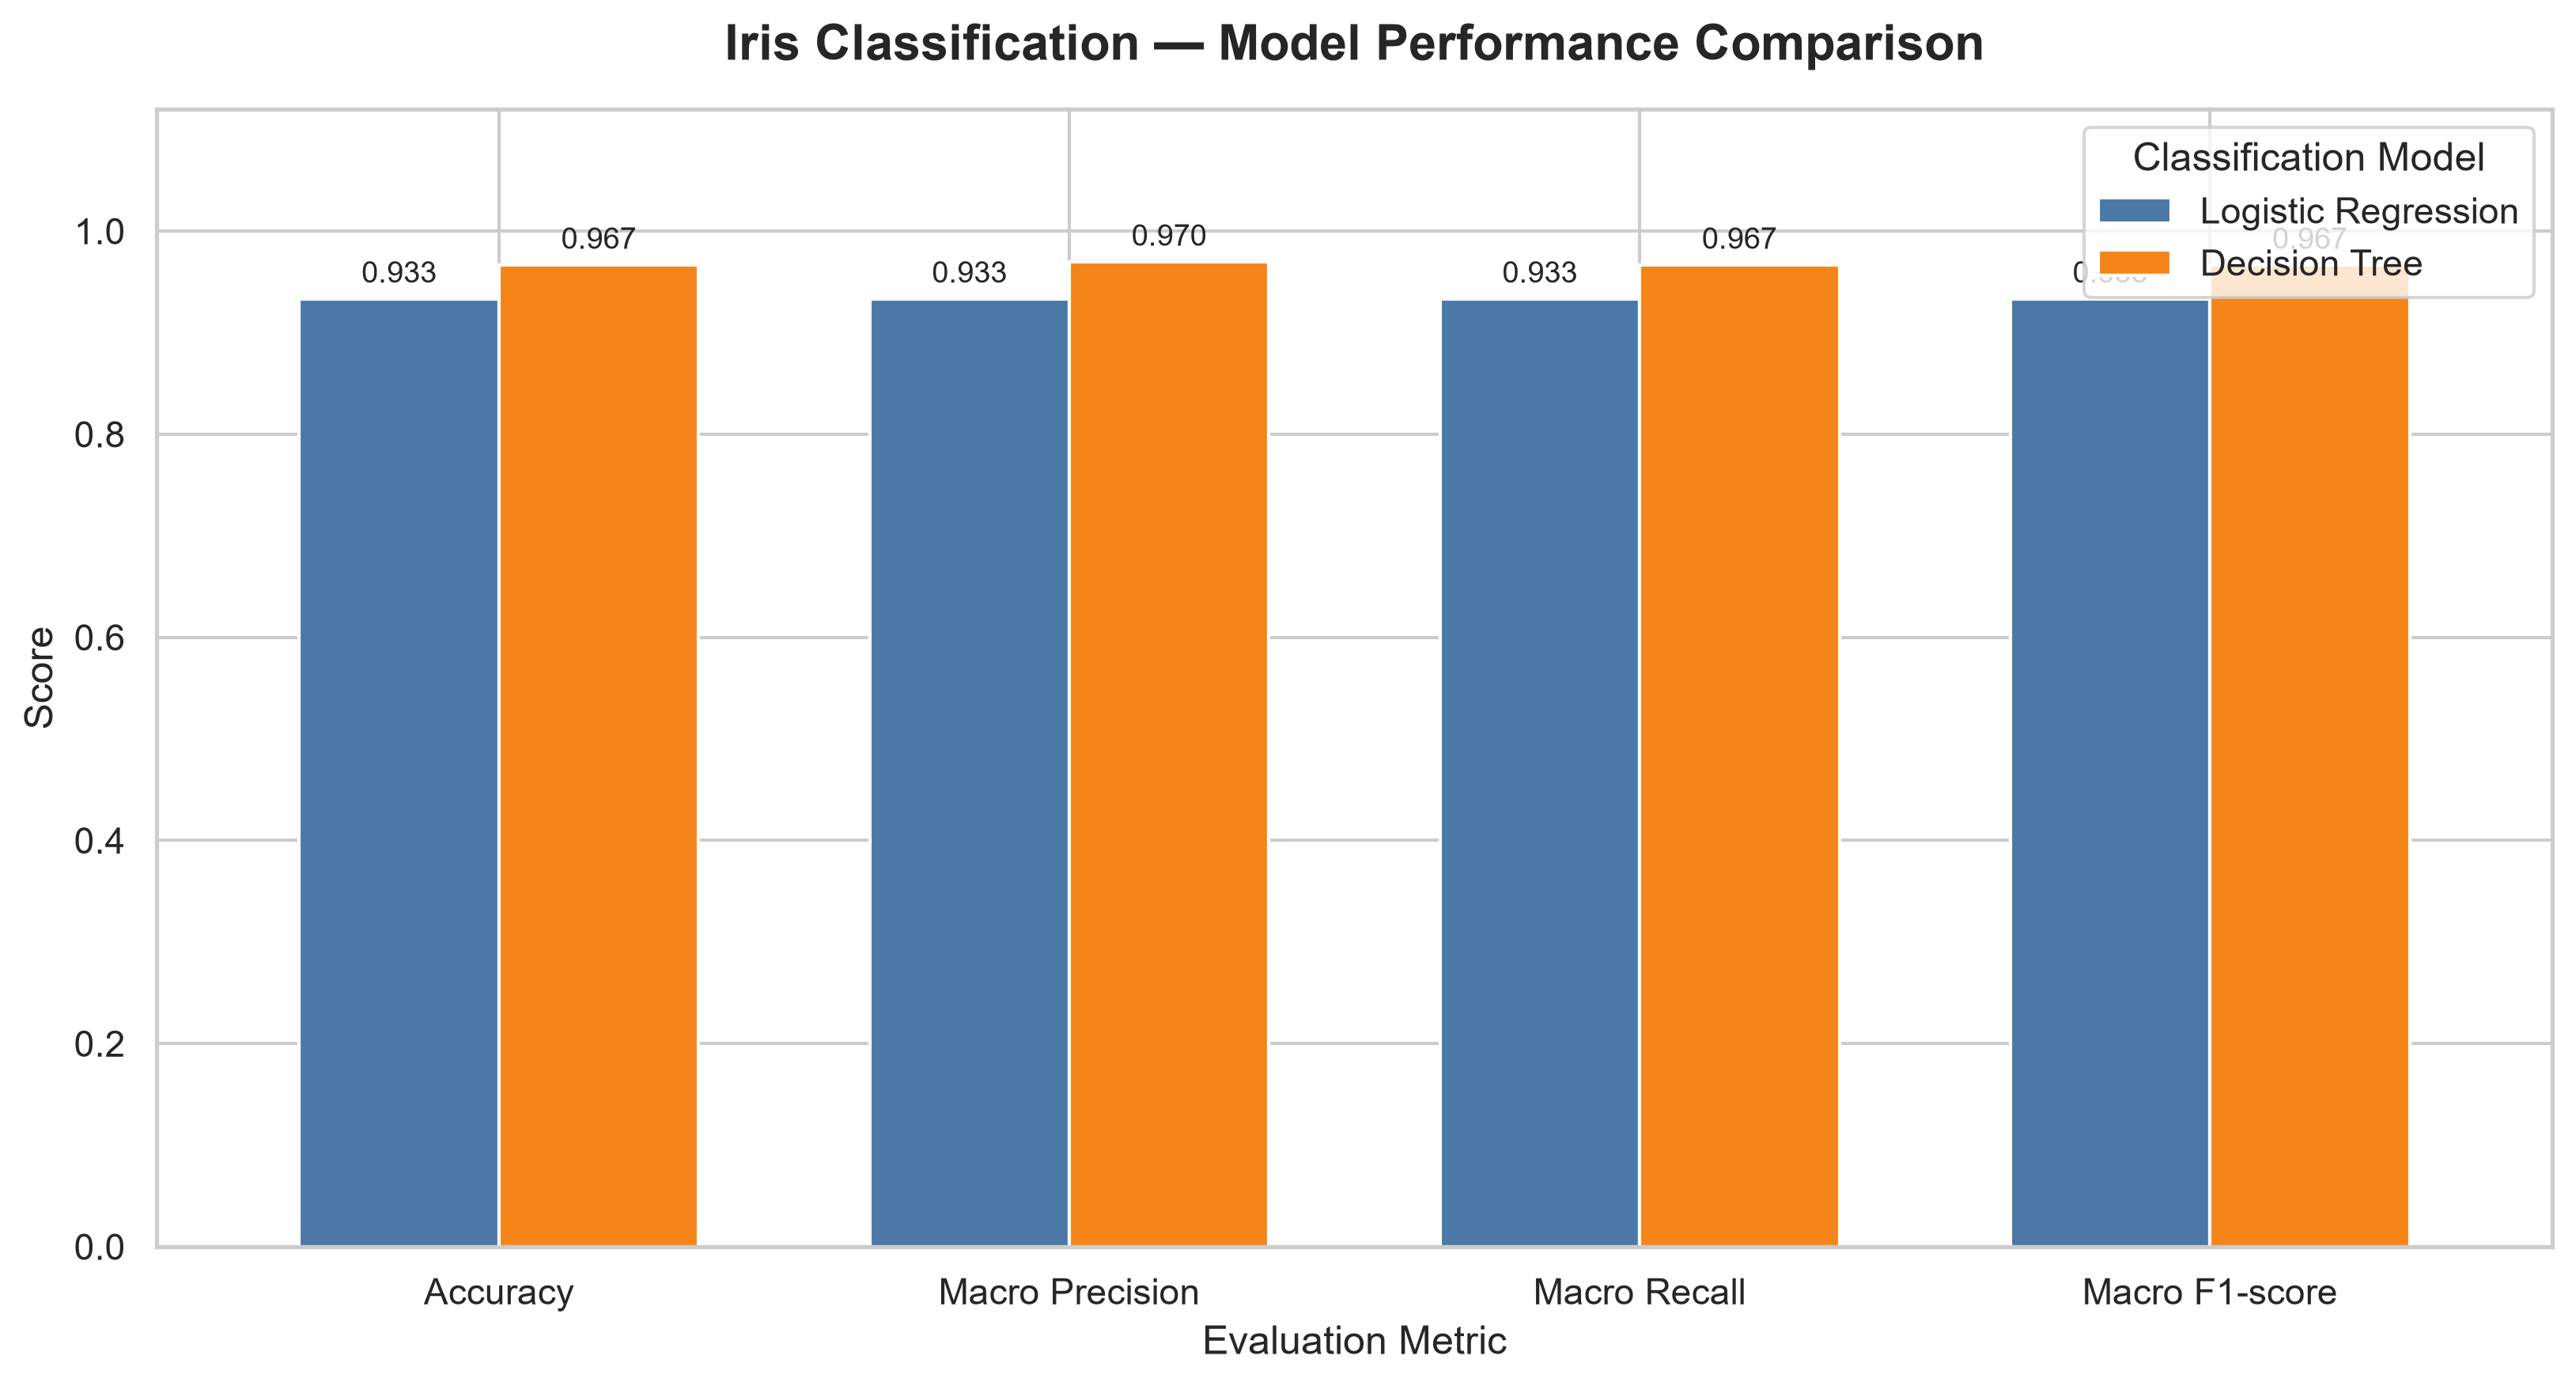 Iris Classification — Model Performance Comparison
Classification Model
Logistic Regression
Decision Tree
1.0
0.8
0.6
0.4
0.2
0.0
Score
0.933
0.967
0.933
0.970
0.933
0.967
0.967
Accuracy
Macro Precision
Macro Recall
Macro F1-score
Evaluation Metric